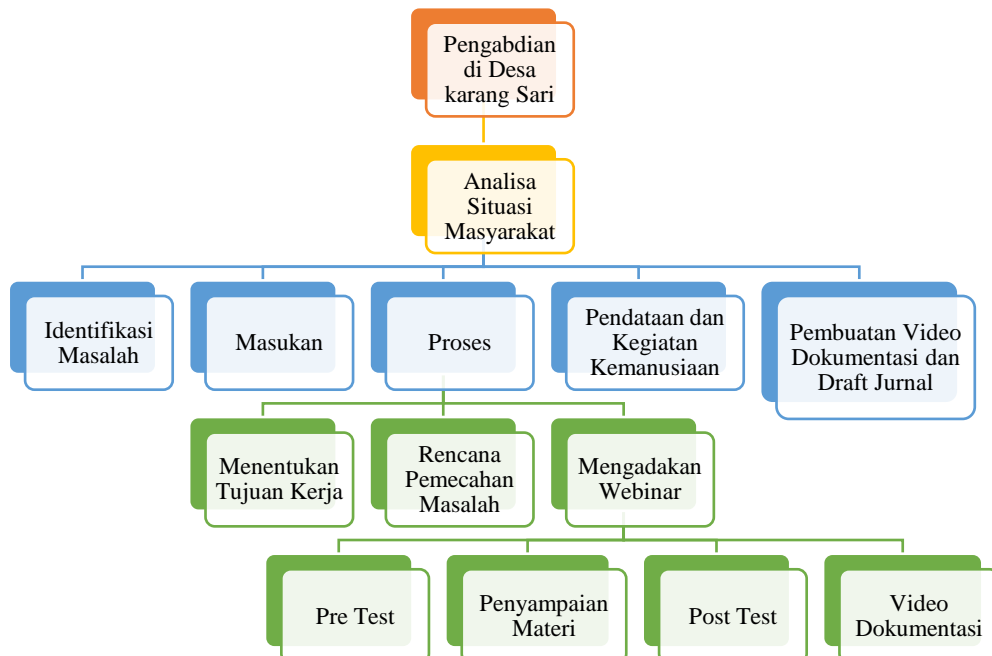 Pengabdian
di Desa
karang Sari
Analisa
Situasi
Masyarakat
Identifikasi
Masalah
Masukan
Proses
Pendataan dan
Kegiatan
Kemanusiaan
Pembuatan Video
Dokumentasi dan
Draft Jurnal
Menentukan
Tujuan Kerja
Rencana
Pemecahan
Masalah
Mengadakan
Webinar
Pre Test
Penyampaian
Materi
Post Test
Video
Dokumentasi